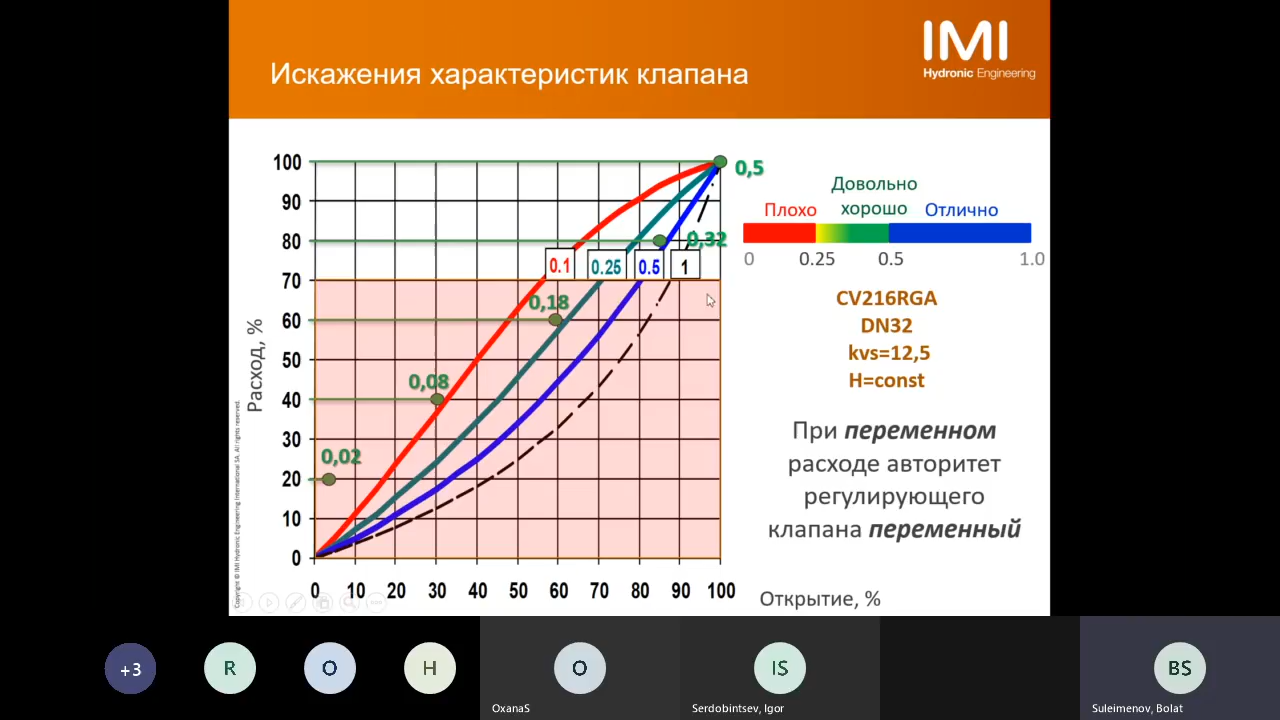 Искажения характеристик клапана
IMI
Hydronic Engineering
100
90
80
70
60
50
40
30
20
10
0
Расход, %
0,5
0,32
0.1
0.25
0.5
1
0,18
0,08
0,02
0 10 20 30 40 50 60 70 80 90 100
Открытие, %
Довольно
Плохо хорошо Отлично
0 0.25 0.5 1.0
CV216RGA
DN32
kvs=12,5
H=const
При переменном
расходе авторитет
регулирующего
клапана переменный
Copyright © IMI Hydronic Engineering International SA. All rights reserved.
+3
R
O
H
O
OxanaS
IS
Serdobintsev, Igor
BS
Suleimenov, Bolat